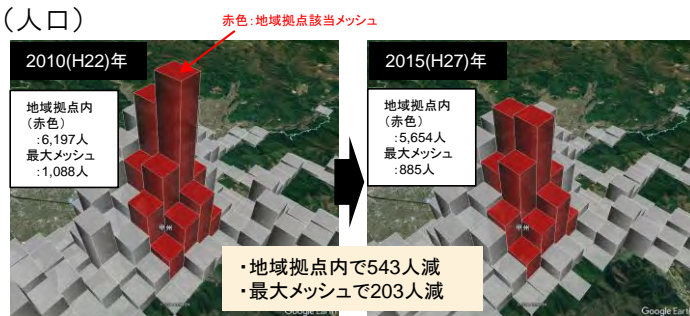 (人口)
赤色：地域拠点該当メッシュ
2010(H22)年
地域拠点内
(赤色)
:6,197人
最大メッシュ
:1,088人
甲州
2015(H27)年
地域拠点内
(赤色)
:5,654人
最大メッシュ
:885人
甲州
・地域拠点内で543人減
・最大メッシュで203人減
Google Earth
Google Earth